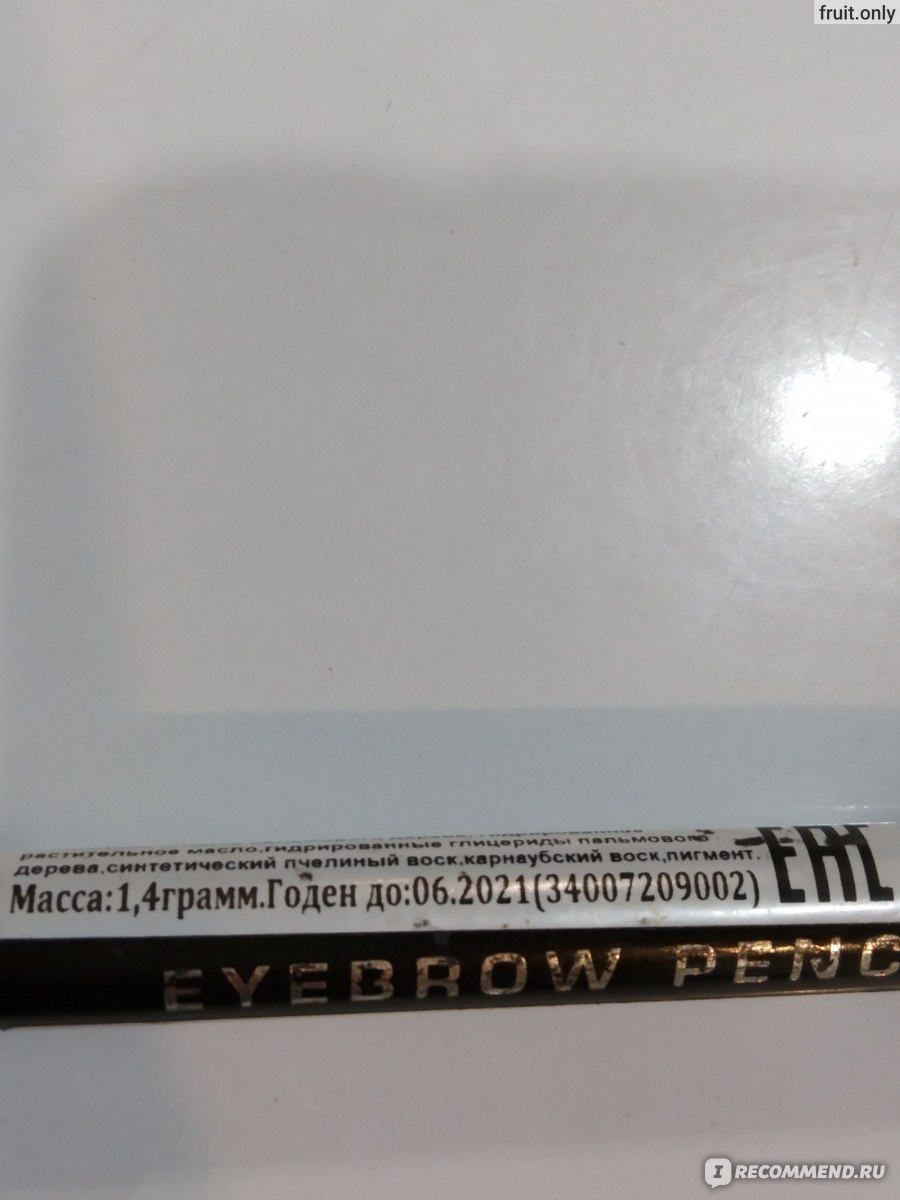 fruit.only
растительное масло,гидрированные глицериды пальмового
дерева,синтетический пчелиный воск,карнаубский воск,пигмент.
Масса:1,4грамм.Годен до:06.2021(34007209002)
EAC
EYEBROW PENC
I RECOMMEND.RU